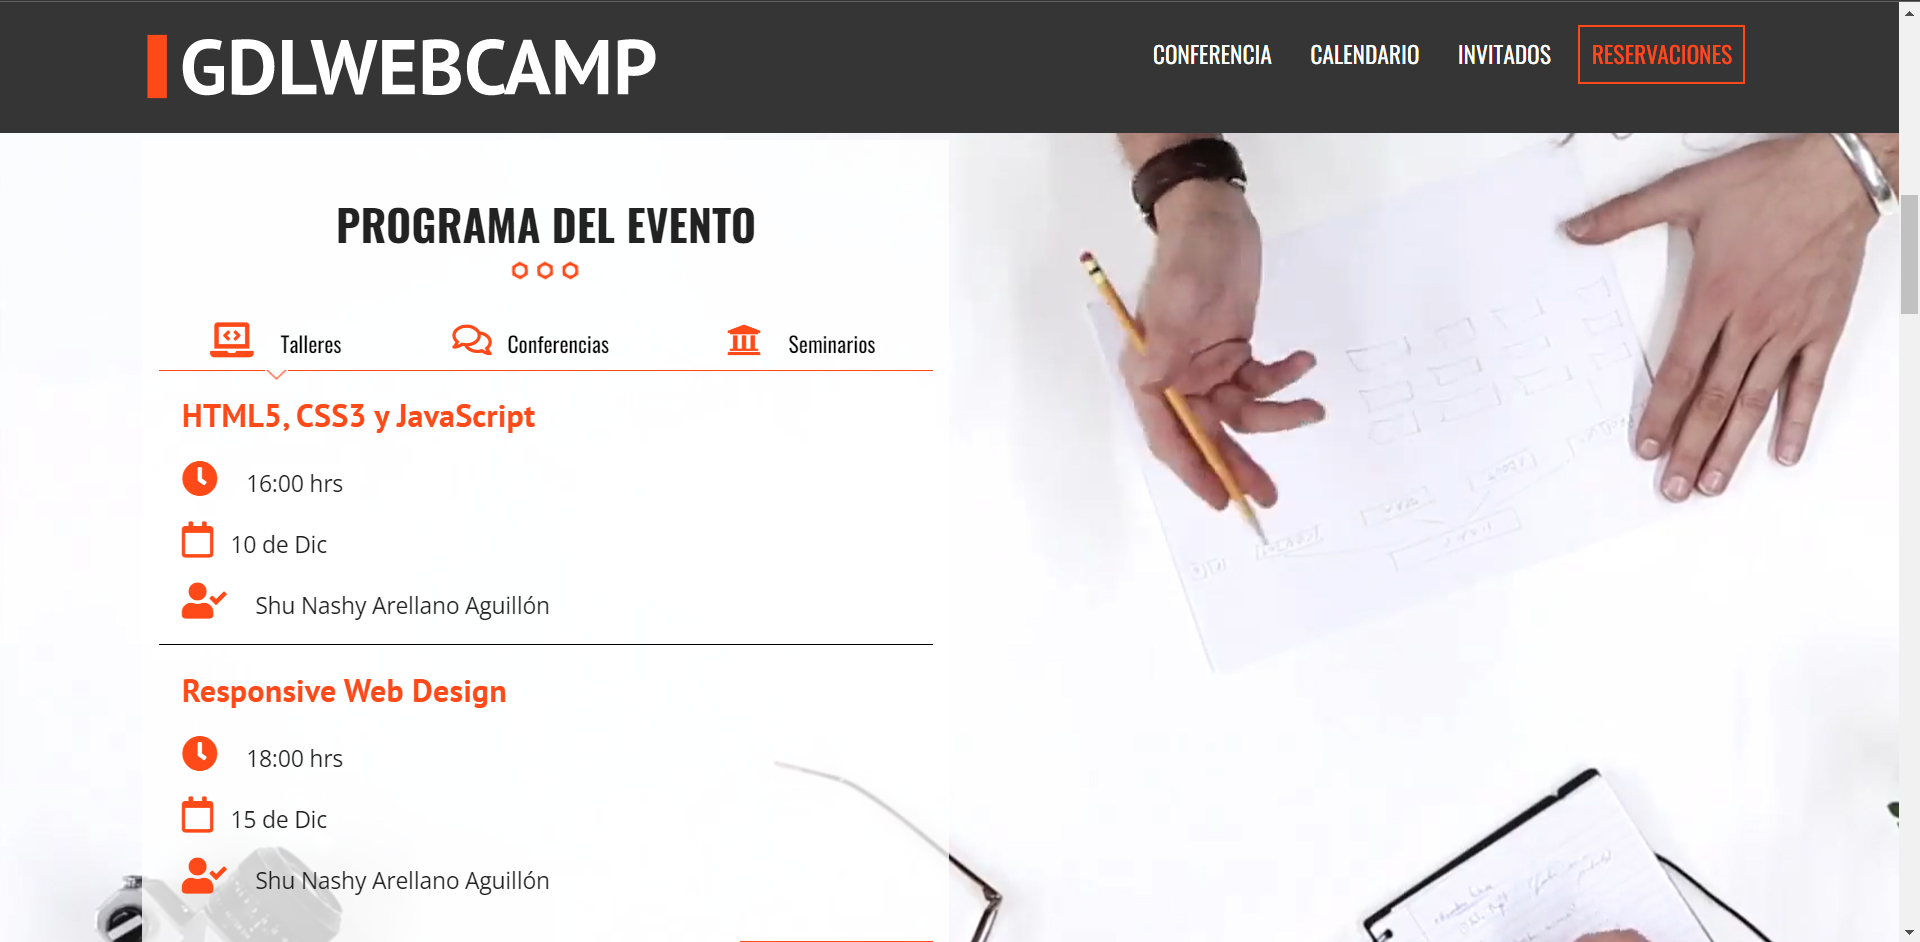 GDLWEBCAMP
CONFERENCIA CALENDARIO INVITADOS RESERVACIONES
PROGRAMA DEL EVENTO
Talleres Conferencias Seminarios
HTML5, CSS3 y JavaScript
16:00 hrs
10 de Dic
Shu Nashy Arellano Aguillón
Responsive Web Design
18:00 hrs
15 de Dic
Shu Nashy Arellano Aguillón